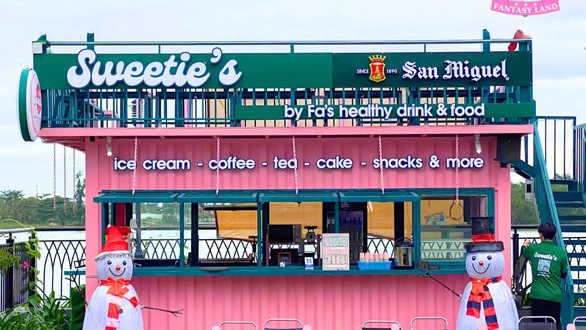 FANTASY LAND
Sweetie's
SINCE 1890 San Miguel
by Fa's healthy drink & food
ice cream - coffee - tea - cake - snacks & more
Sweetie's